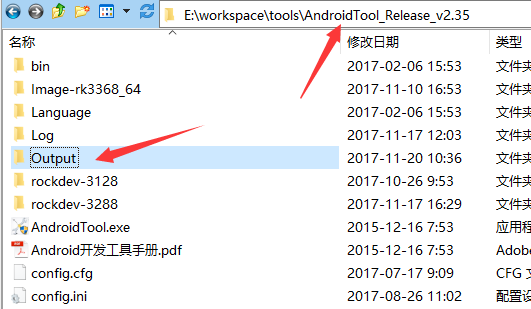 E:\workspace\tools\AndroidTool_Release_v2.35
名称 修改日期 类型
bin 2017-02-06 15:53 文件夹
Image-rk3368_64 2017-11-10 16:53 文件夹
Language 2017-02-06 15:53 文件夹
Log 2017-11-17 12:03 文件夹
Output 2017-11-20 10:36 文件夹
rockdev-3128 2017-10-26 9:53 文件夹
rockdev-3288 2017-11-17 16:29 文件夹
AndroidTool.exe 2015-12-16 7:53 应用程
Android开发工具手册.pdf 2015-12-16 7:53 PDF
config.cfg 2017-07-17 9:09 CFG 文
config.ini 2017-08-26 11:02 配置设